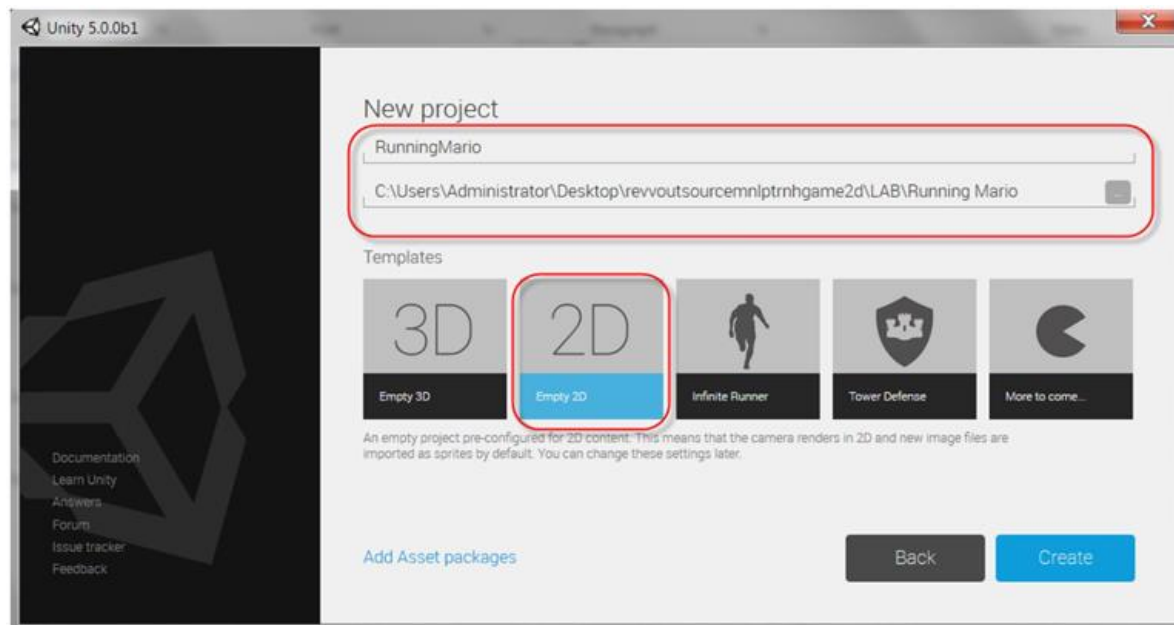 Unity 5.0.0b1
New project
RunningMario
C:\Users\Administrator\Desktop\revvoutsourcemnlptrnhgame2d\LAB\Running Mario
...
Templates
3D
2D
Empty 3D
Empty 2D
Infinite Runner
Tower Defense
More to come...
An empty project pre-configured for 2D content. This means that the camera renders in 2D and new image files are
imported as sprites by default. You can change these settings later.
Documentation
Learn Unity
Answers
Forum
Issue tracker
Feedback
Add Asset packages
Back
Create